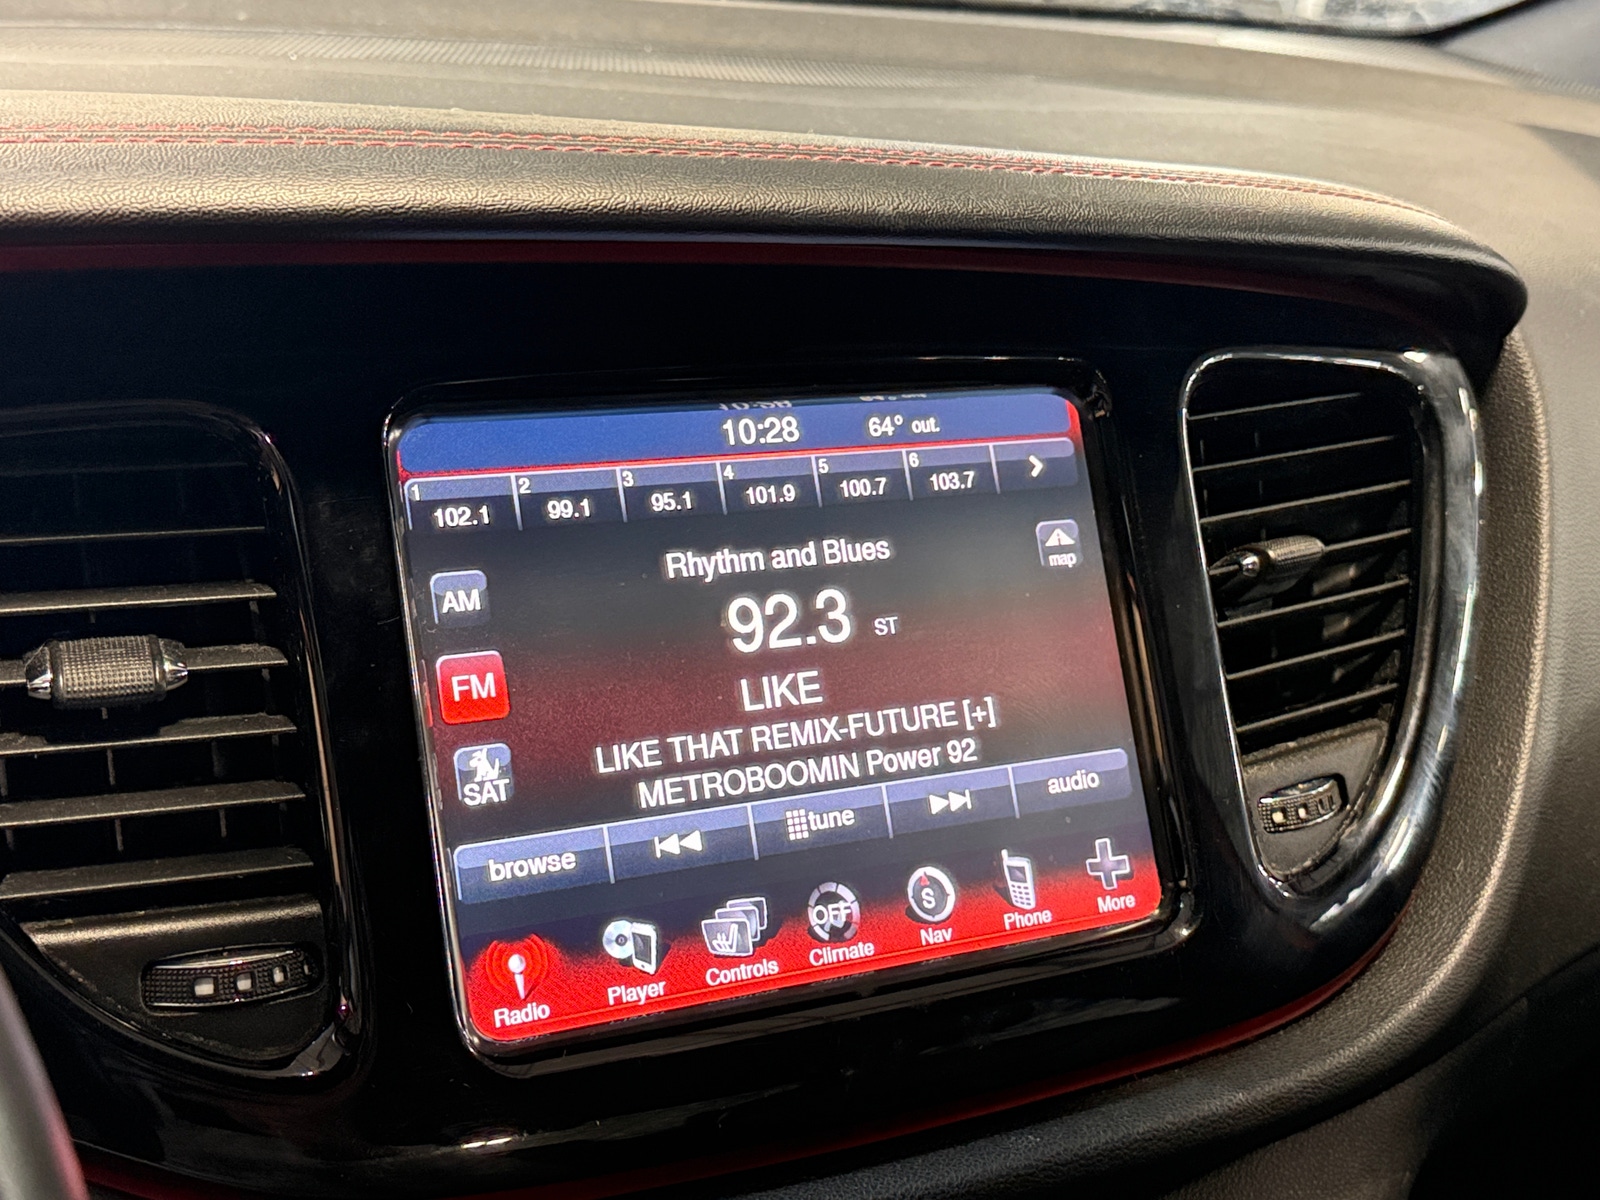 10:28 64° out.
1 102.1 2 99.1 3 95.1 4 101.9 5 100.7 6 103.7
Rhythm and Blues
map
AM
92.3 ST
FM
LIKE
LIKE THAT REMIX-FUTURE [+]
METROBOOMIN Power 92
SAT
browse tune audio
OFF
S
Radio Player Controls Climate Nav Phone More